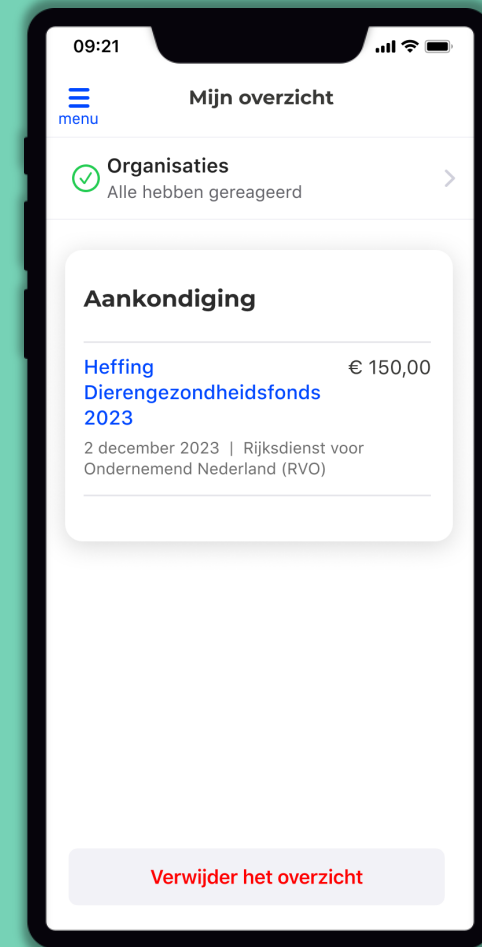 09:21
Mijn overzicht
menu
Organisaties
Alle hebben gereageerd
Aankondiging
Heffing € 150,00
Dierengezondheidsfonds
2023
2 december 2023 | Rijksdienst voor
Ondernemend Nederland (RVO)
Verwijder het overzicht